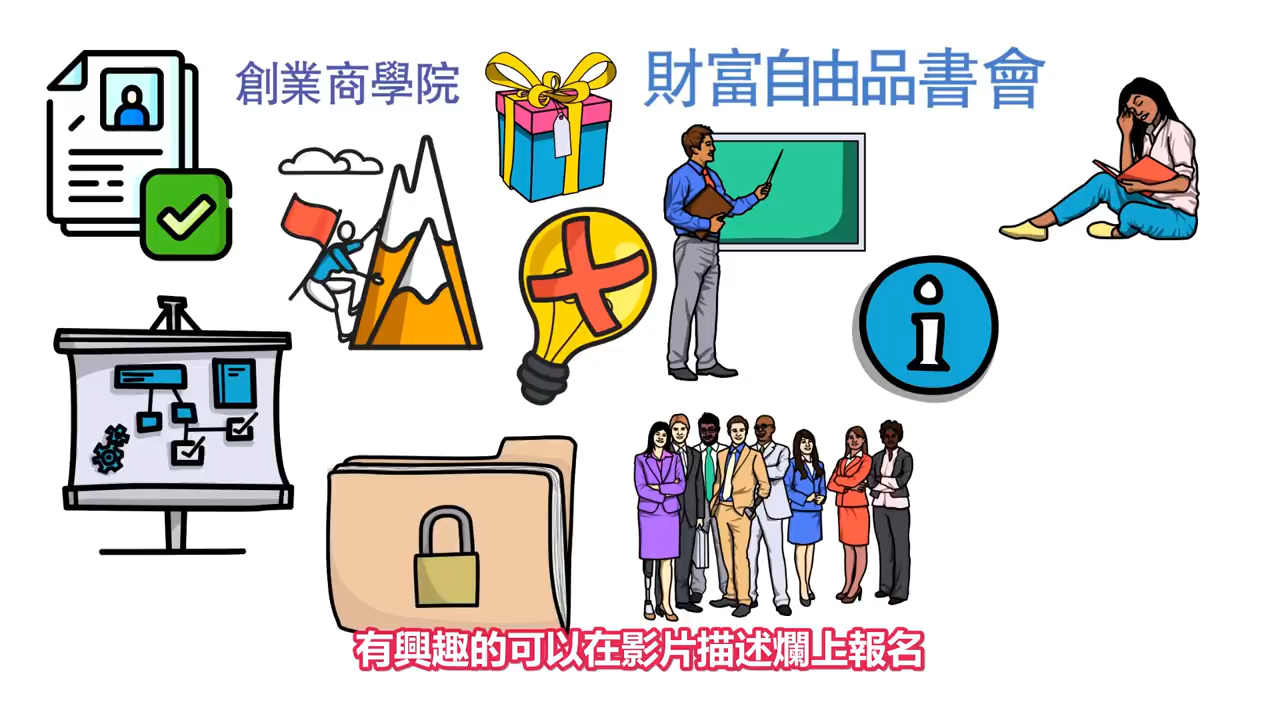 創業商學院
財富自由品書會
有興趣的可以在影片描述爛上報名